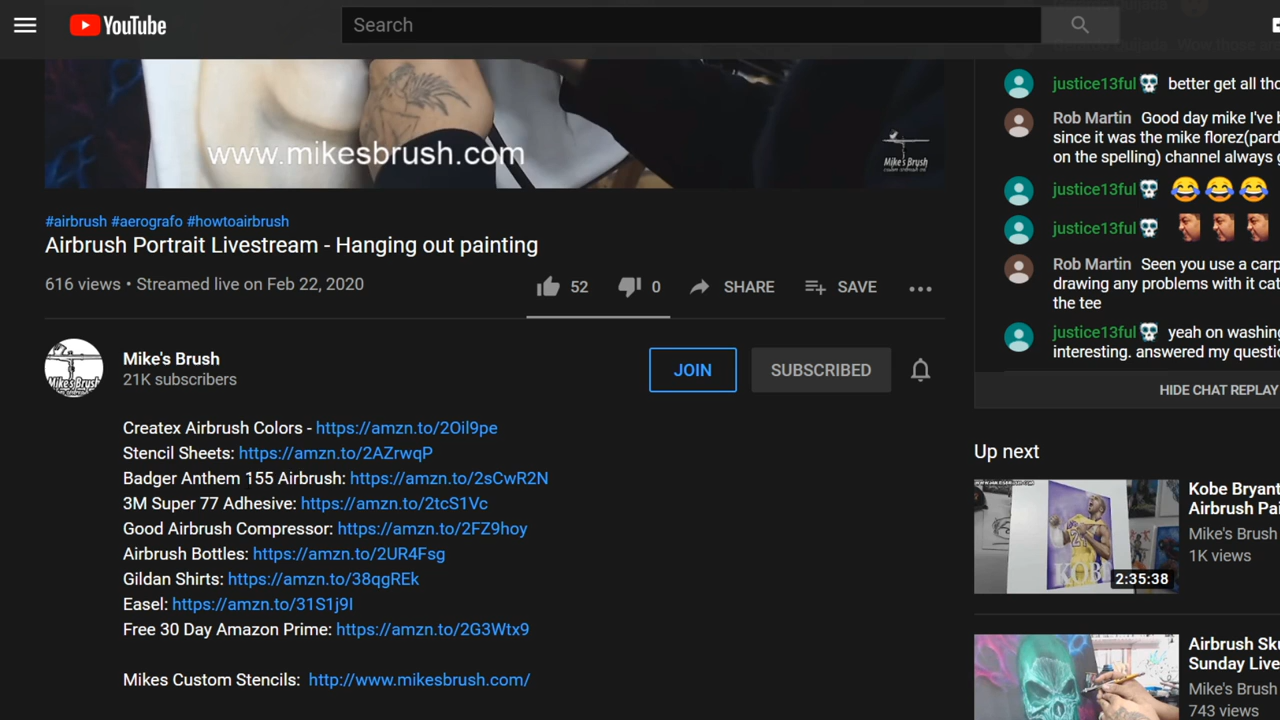 YouTube
Search
www.mikesbrush.com
Mike's Brush
#airbrush #aerografo #howtoairbrush
Airbrush Portrait Livestream - Hanging out painting
616 views • Streamed live on Feb 22, 2020
52
0
SHARE
SAVE
Mike's Brush
21K subscribers
JOIN
SUBSCRIBED
Createx Airbrush Colors - https://amzn.to/2Oil9pe
Stencil Sheets: https://amzn.to/2AZrwqP
Badger Anthem 155 Airbrush: https://amzn.to/2sCwR2N
3M Super 77 Adhesive: https://amzn.to/2tcS1Vc
Good Airbrush Compressor: https://amzn.to/2FZ9hoy
Airbrush Bottles: https://amzn.to/2UR4Fsg
Gildan Shirts: https://amzn.to/38qgREk
Easel: https://amzn.to/31S1j9I
Free 30 Day Amazon Prime: https://amzn.to/2G3Wtx9
Mikes Custom Stencils: http://www.mikesbrush.com/
justice13ful better get all tho
Rob Martin Good day mike I've b
since it was the mike florez(pard
on the spelling) channel always g
justice13ful 😂😂😂
justice13ful
Rob Martin Seen you use a carp
drawing any problems with it cat
the tee
justice13ful yeah on washing
interesting. answered my questio
HIDE CHAT REPLAY
Up next
KOBE
2:35:38
Kobe Bryant
Airbrush Pai
Mike's Brush
1K views
Airbrush Sku
Sunday Live
Mike's Brush
743 views